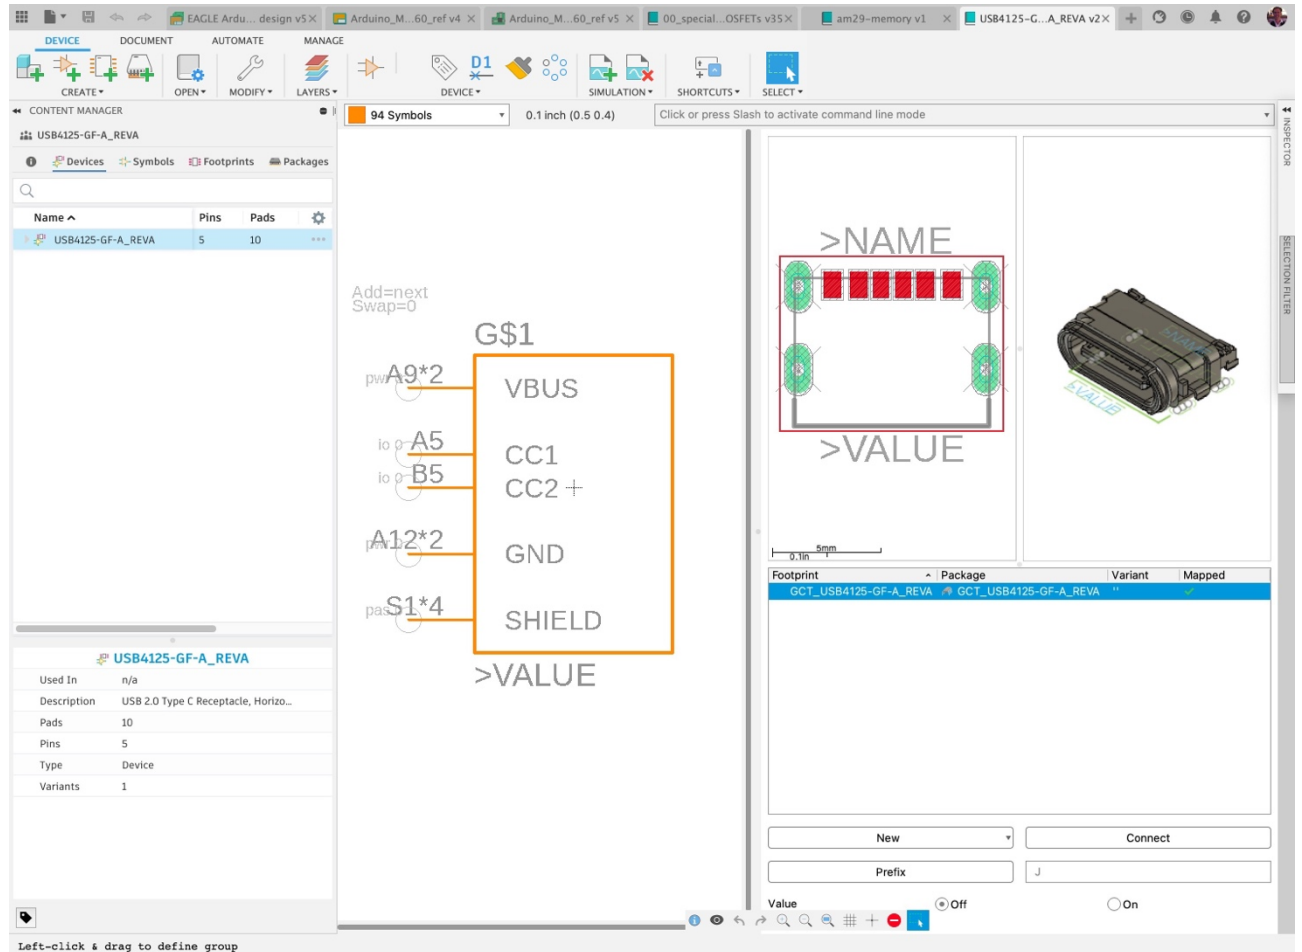 EAGLE Ardu... design v5 ×
Arduino_M...60_ref v4 ×
Arduino_M...60_ref v5 ×
00_special...OSFETs v35 ×
am29-memory v1 ×
USB4125-G...A_REVA v2 ×
DEVICE DOCUMENT AUTOMATE MANAGE
D1
CREATE ▾ OPEN ▾ MODIFY ▾ LAYERS ▾ DEVICE ▾ SIMULATION ▾ SHORTCUTS ▾ SELECT ▾
CONTENT MANAGER
USB4125-GF-A_REVA
Devices Symbols Footprints Packages
Name Pins Pads
USB4125-GF-A_REVA 5 10
USB4125-GF-A_REVA
Used In n/a
Description USB 2.0 Type C Receptacle, Horizo...
Pads 10
Pins 5
Type Device
Variants 1
94 Symbols
0.1 inch (0.5 0.4)
Click or press Slash to activate command line mode
Add=next
Swap=0
G$1
A9*2 VBUS
io 0 A5 CC1
io 0 B5 CC2
A12*2 GND
S1*4 SHIELD
>VALUE
>NAME
>VALUE
5mm
0.1in
>NAME
>VALUE
INSPECTOR
SELECTION FILTER
Footprint Package Variant Mapped
GCT_USB4125-GF-A_REVA GCT_USB4125-GF-A_REVA ''
New Connect
Prefix J
Value Off On
Left-click & drag to define group